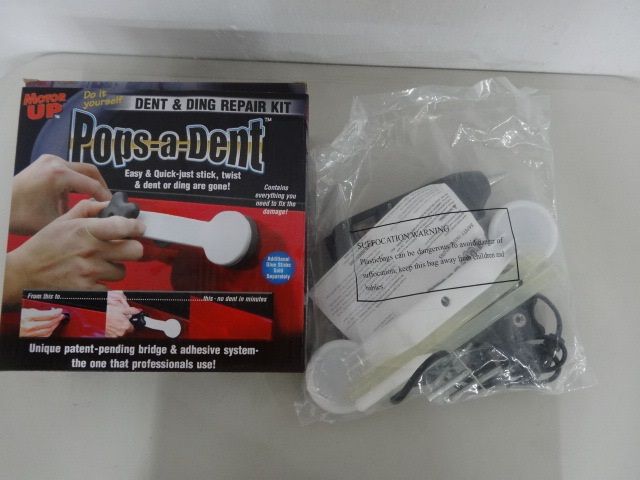 MOTOR
UP
Do it
yourself
DENT & DING REPAIR KIT
Pops-a-Dent™
Easy & Quick-just stick, twist
& dent or ding are gone!
Contains
everything you
need to fix the
damage!
Additional
Glue Sticks
Sold
Separately
From this to
this - no dent in minutes
Unique patent-pending bridge & adhesive system-
the one that professionals use!
SUFFOCATION WARNING
Plasticbags can be dangerous to avoid danger of
suffocation, keep this bag away from children and
babies